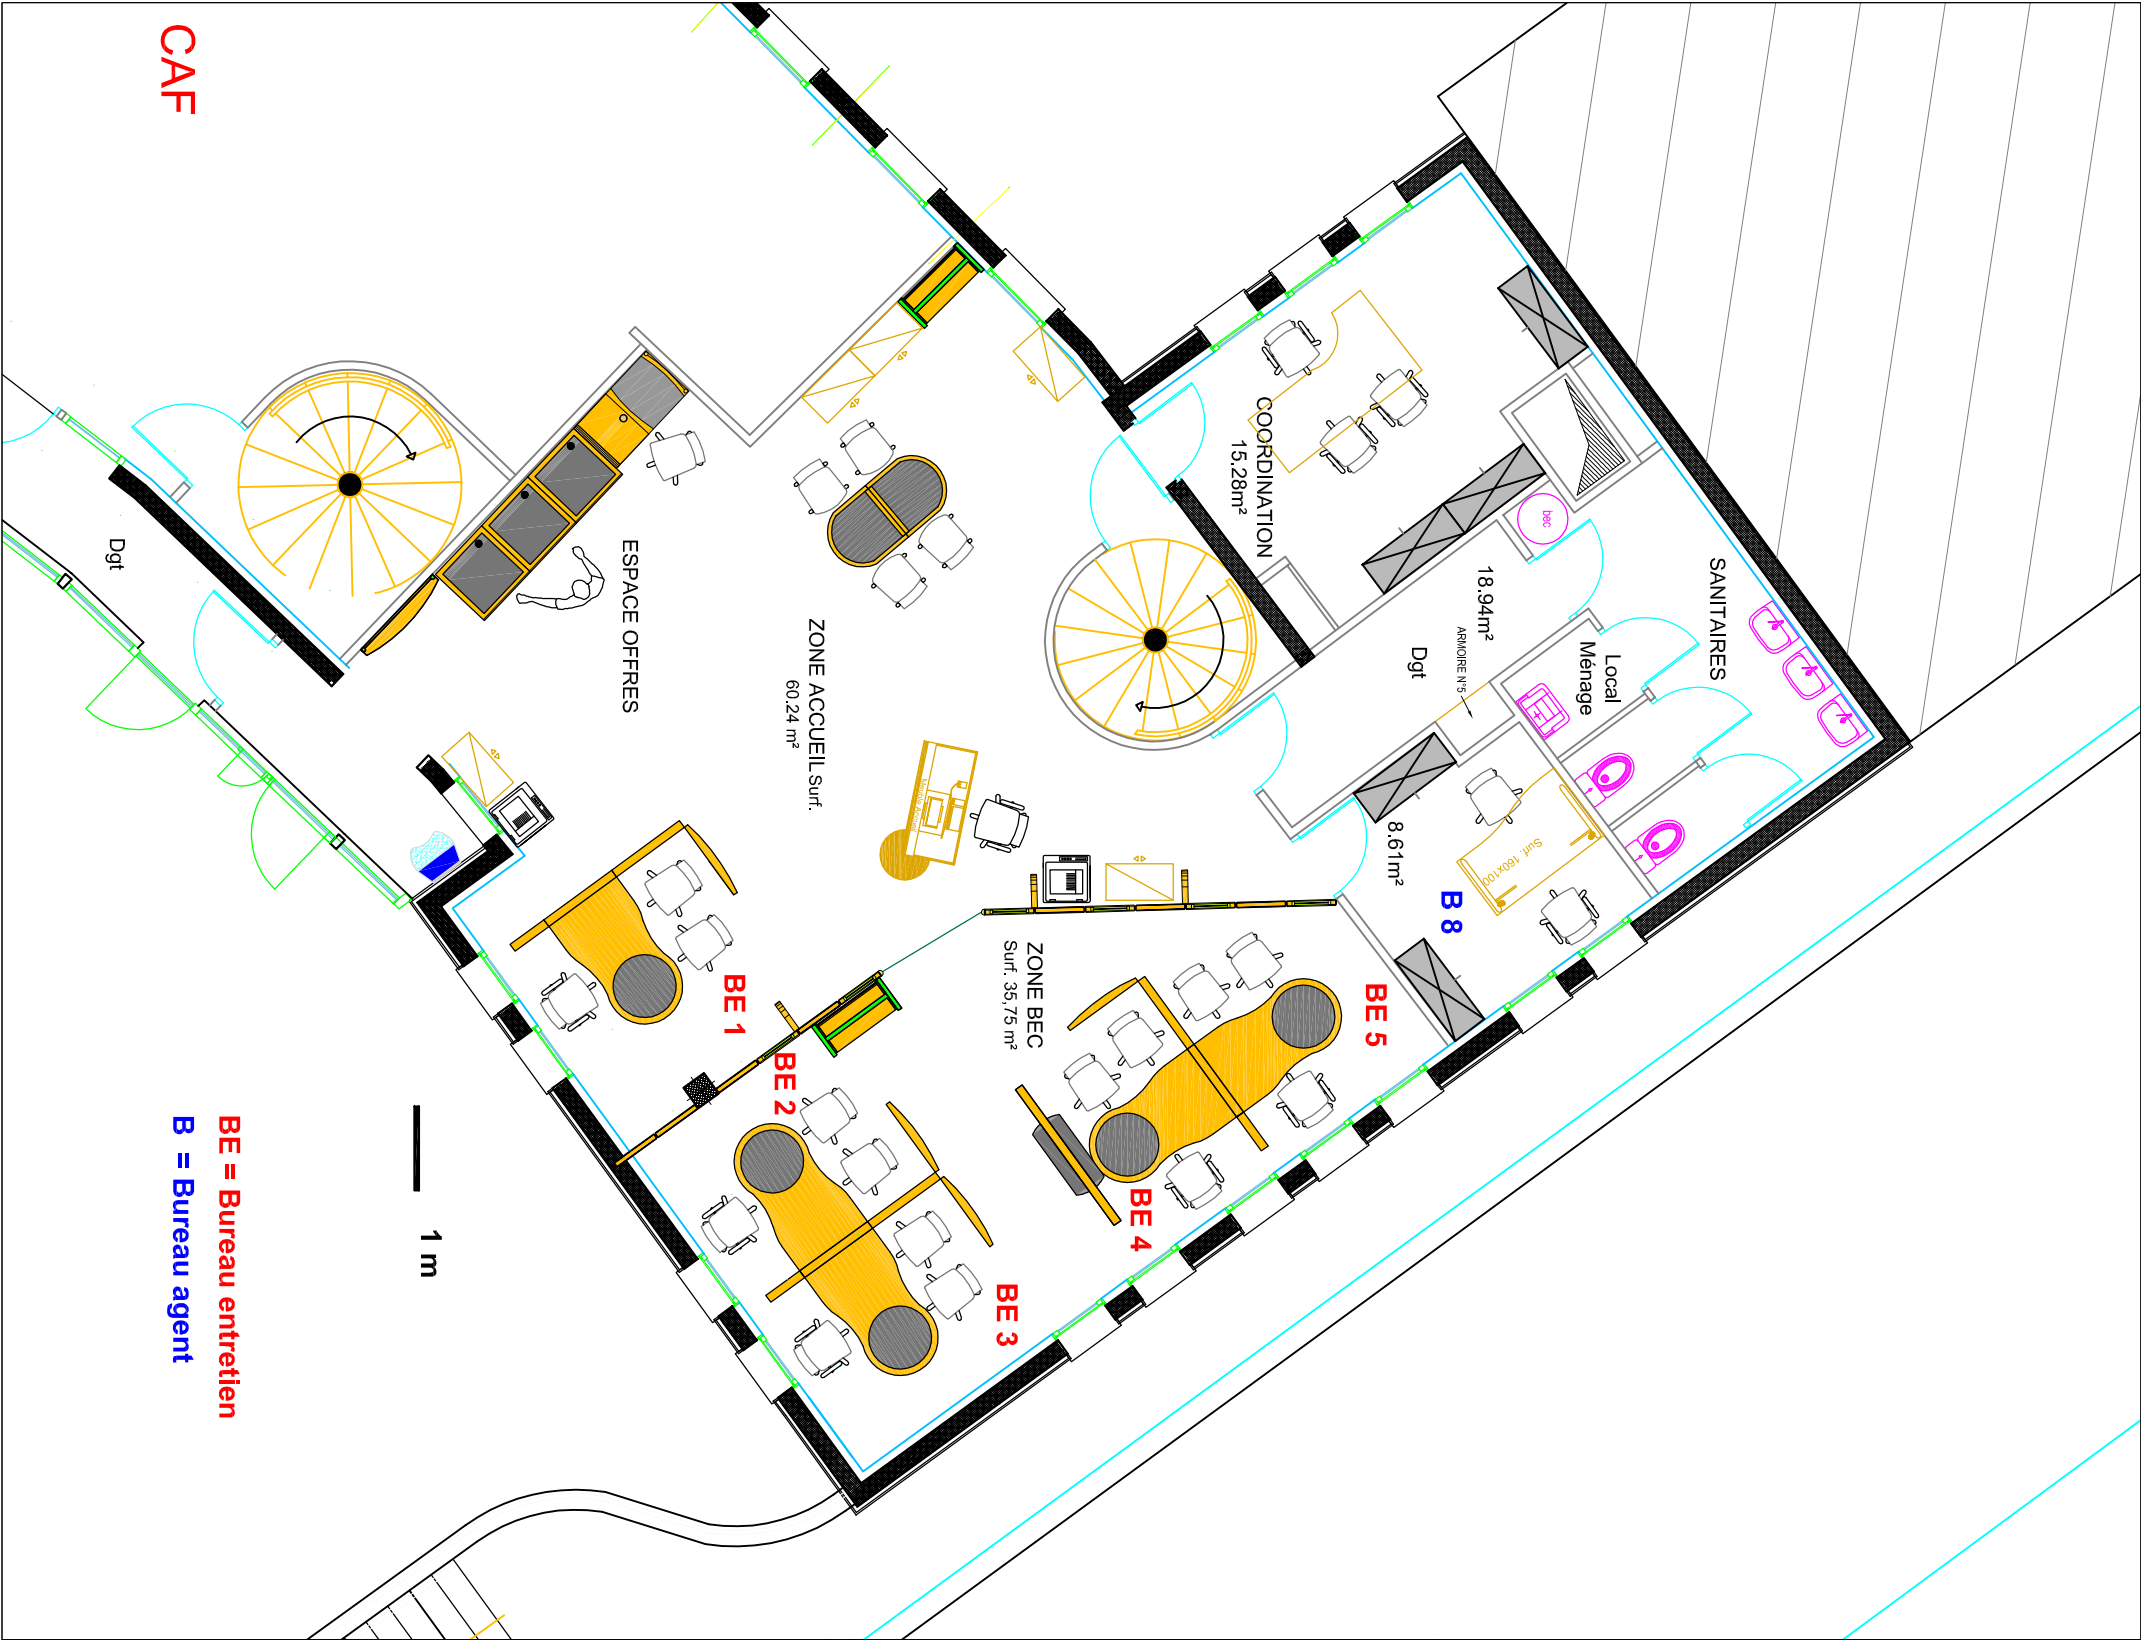 CAF
COORDINATION
15.28m²
bec
18.94m²
ARMOIRE N°5
Dgt
SANITAIRES
Local
Ménage
Dgt
ESPACE OFFRES
ZONE ACCUEIL Surf.
60.24 m²
8.61m²
Surf. 160x100
B 8
ZONE BEC
Surf. 35,75 m²
BE 1
BE 2
BE 3
BE 4
BE 5
1 m
BE = Bureau entretien
B = Bureau agent